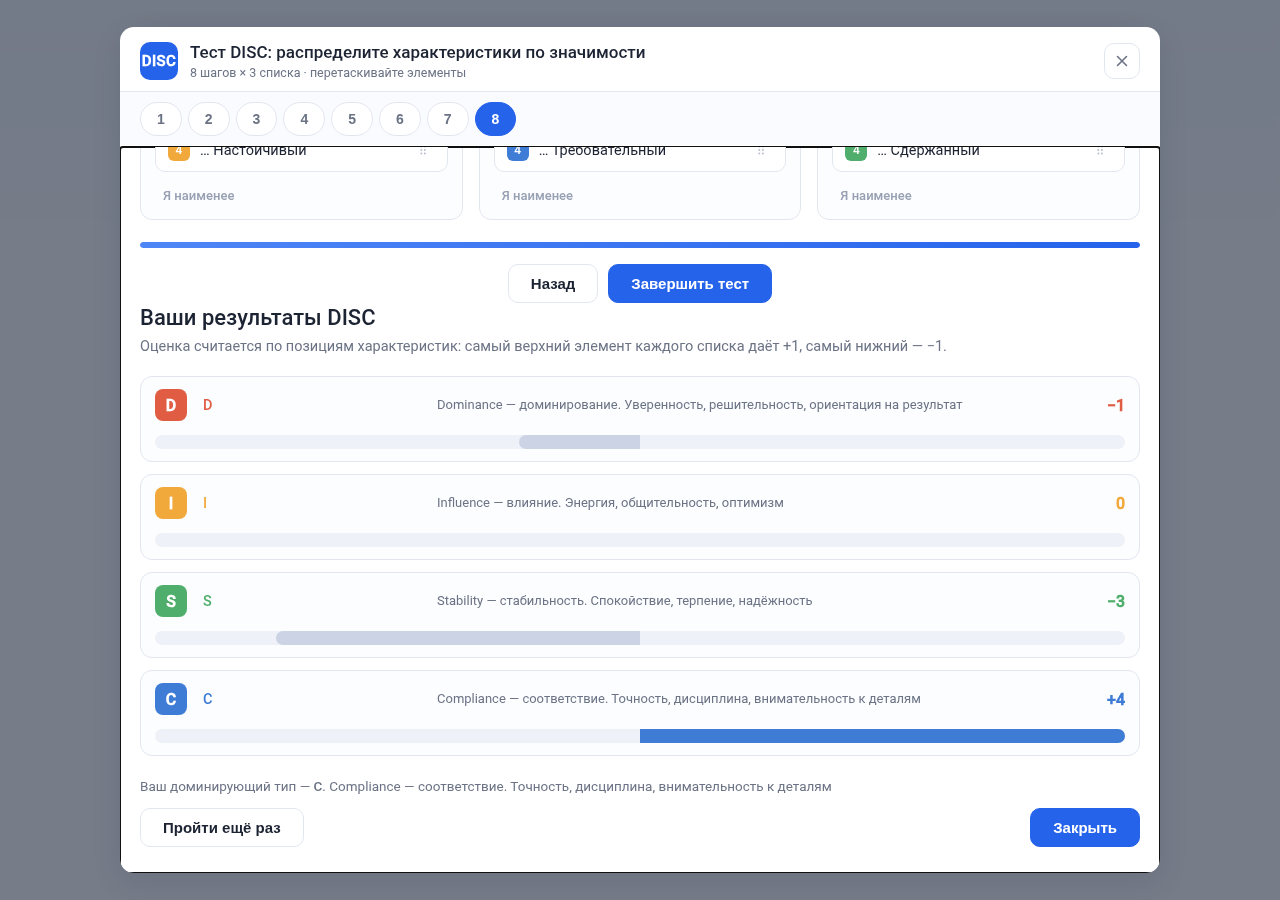 DISC
Тест DISC: распределите характеристики по значимости
8 шагов × 3 списка · перетаскивайте элементы
1 2 3 4 5 6 7 8
4 ... Настойчивый
4 ... Требовательный
4 ... Сдержанный
Я наименее
Я наименее
Я наименее
Назад
Завершить тест
Ваши результаты DISC
Оценка считается по позициям характеристик: самый верхний элемент каждого списка даёт +1, самый нижний — −1.
D D Dominance — доминирование. Уверенность, решительность, ориентация на результат −1
I I Influence — влияние. Энергия, общительность, оптимизм 0
S S Stability — стабильность. Спокойствие, терпение, надёжность −3
C C Compliance — соответствие. Точность, дисциплина, внимательность к деталям +4
Ваш доминирующий тип — C. Compliance — соответствие. Точность, дисциплина, внимательность к деталям
Пройти ещё раз
Закрыть